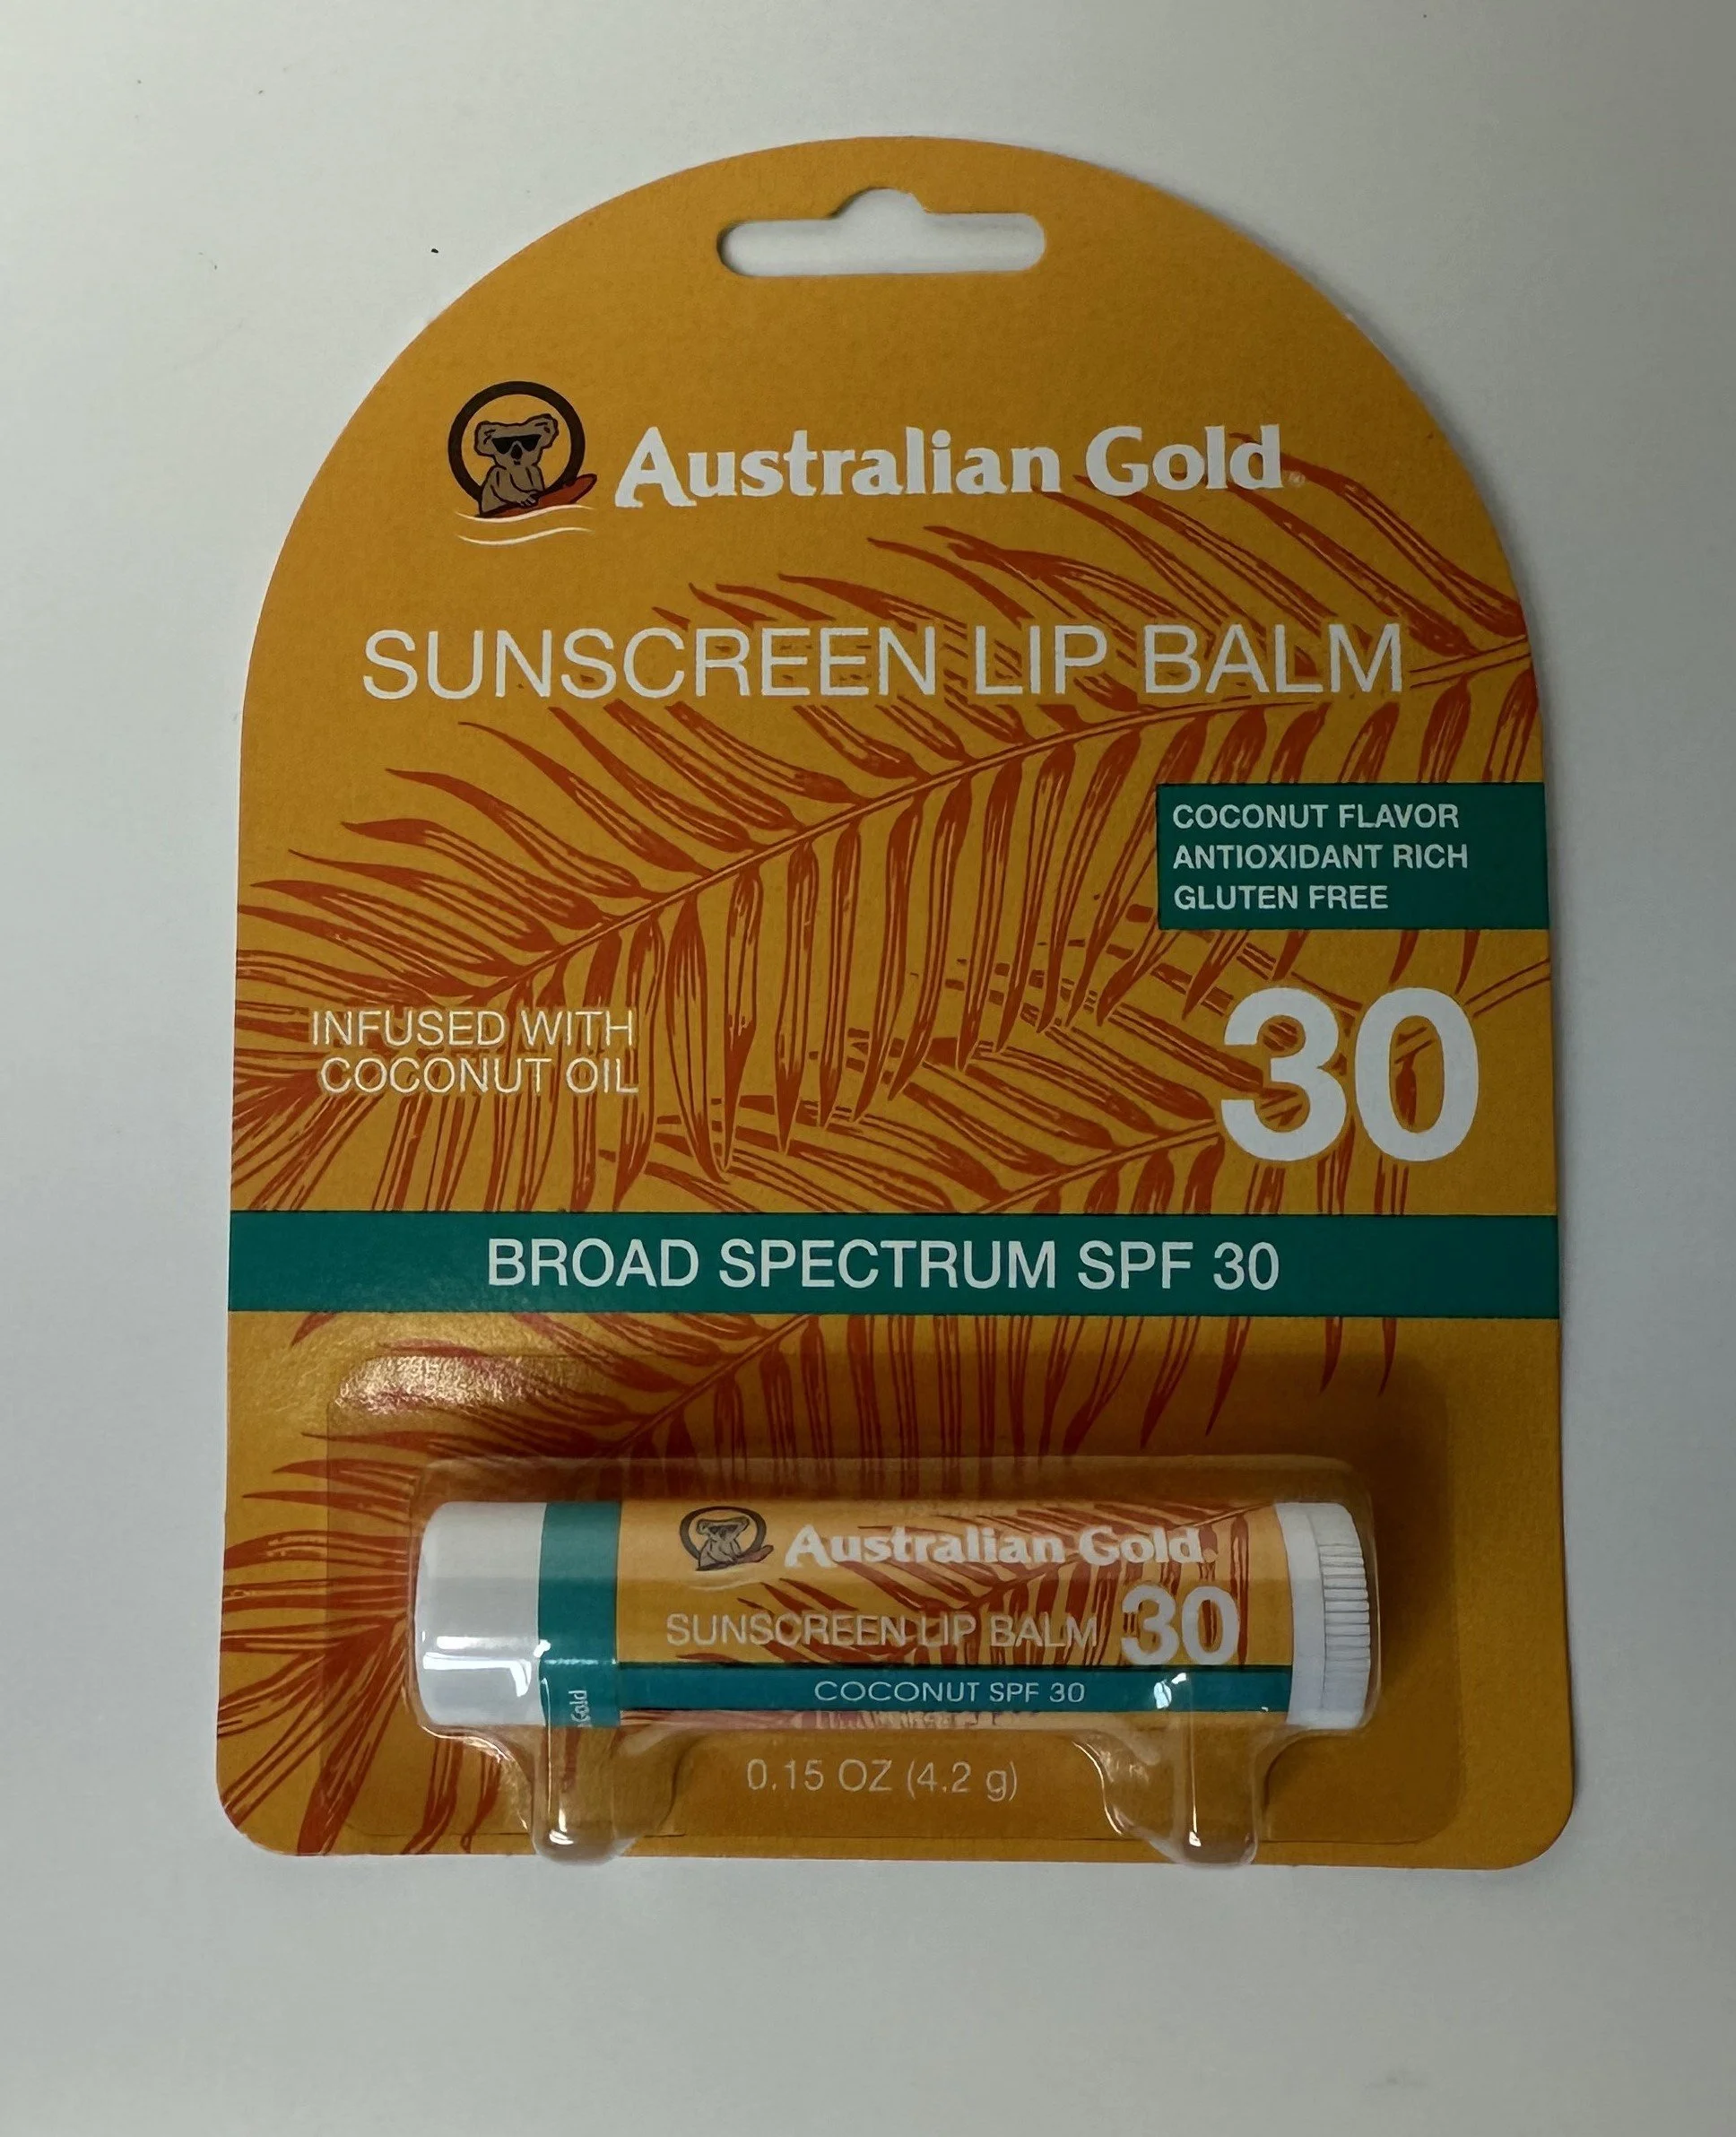 Australian Gold
SUNSCREEN LIP BALM
COCONUT FLAVOR
ANTIOXIDANT RICH
GLUTEN FREE
INFUSED WITH
COCONUT OIL
30
BROAD SPECTRUM SPF 30
Australian Gold
SUNSCREEN LIP BALM 30
COCONUT SPF 30
Gold
0.15 OZ (4.2 g)